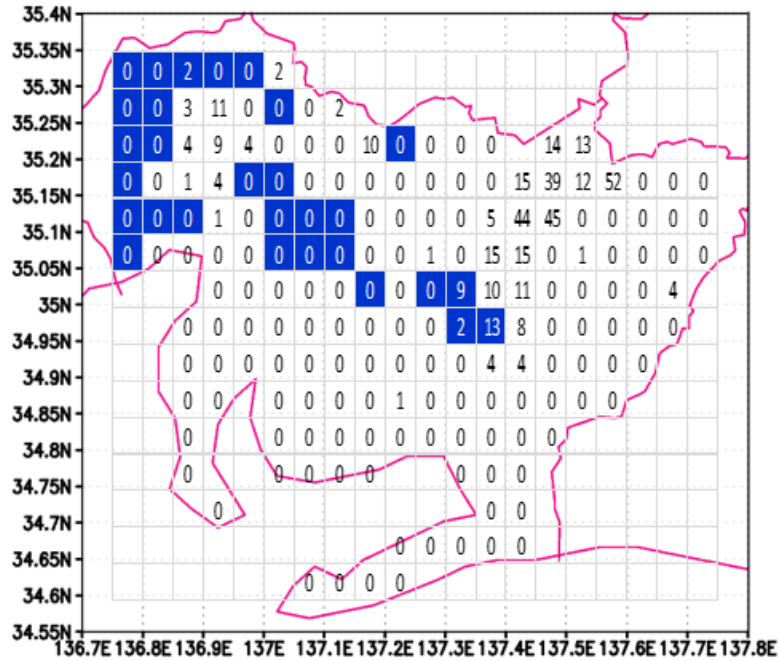 35.4N
35.35N
0 0 2 0 0 2
35.3N
0 0 3 11 0 0 0 2
35.25N
0 0 4 9 4 0 0 0 10 0 0 0 0 14 13
35.2N
0 0 1 4 0 0 0 0 0 0 0 0 0 15 39 12 52 0 0 0
35.15N
0 0 0 1 0 0 0 0 0 0 0 0 5 44 45 0 0 0 0 0
35.1N
0 0 0 0 0 0 0 0 0 0 1 0 15 15 0 1 0 0 0 0
35.05N
0 0 0 0 0 0 0 0 9 10 11 0 0 0 0 4
35N
0 0 0 0 0 0 0 0 0 2 13 8 0 0 0 0 0
34.95N
0 0 0 0 0 0 0 0 0 0 4 4 0 0 0 0
34.9N
0 0 0 0 0 0 0 1 0 0 0 0 0 0 0
34.85N
0 0 0 0 0 0 0 0 0 0 0
34.8N
0 0 0 0 0 0 0 0
34.75N
0 0 0
34.7N
0 0 0 0 0
34.65N
0 0 0 0
34.6N
34.55N
136.7E 136.8E 136.9E 137E 137.1E 137.2E 137.3E 137.4E 137.5E 137.6E 137.7E 137.8E